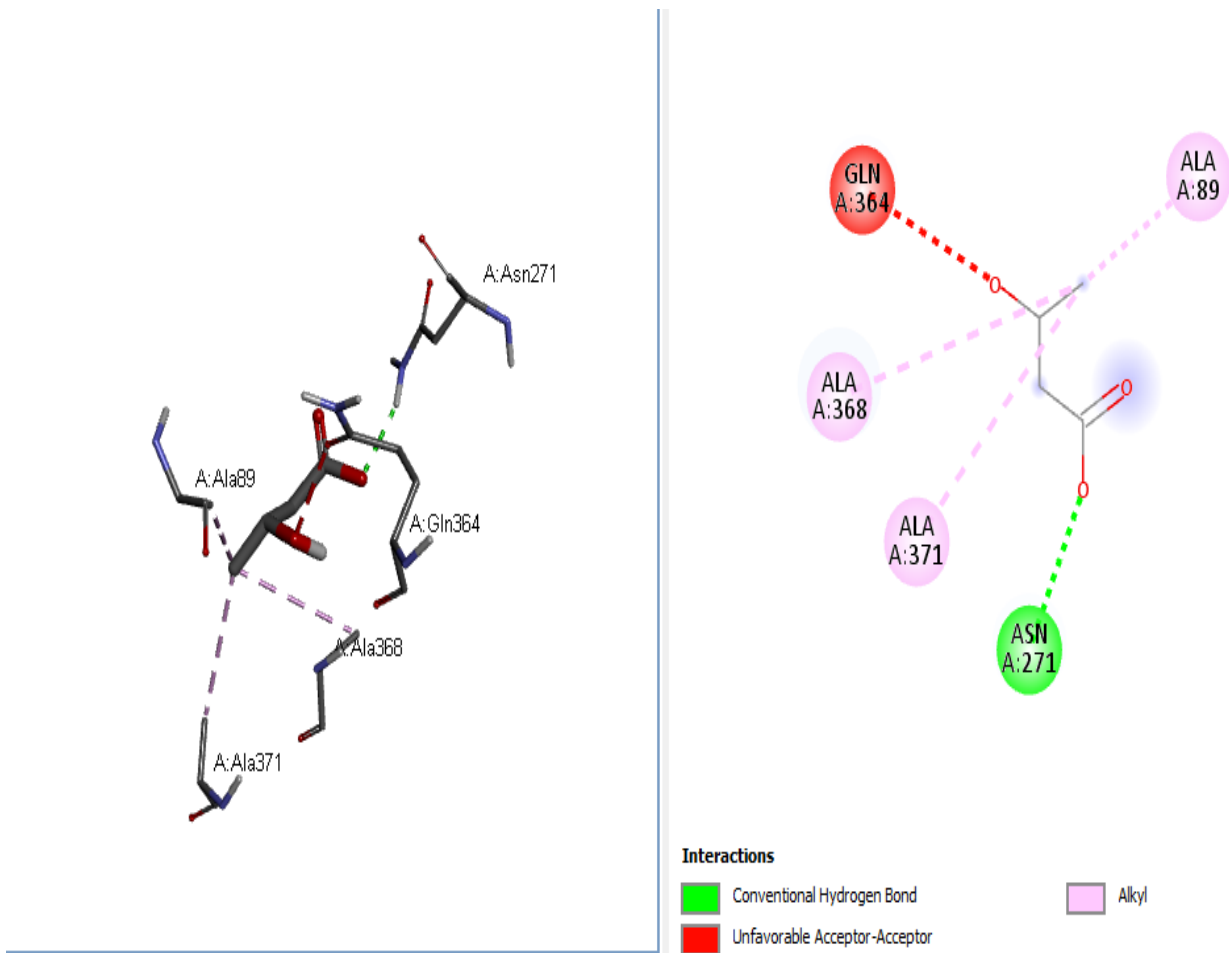 A:Asn271
A:Ala89
A:Gln364
A:Ala368
A:Ala371
GLN
A:364
ALA
A:89
O
ALA
A:368
O
ALA
A:371
O
ASN
A:271
Interactions
Conventional Hydrogen Bond
Alkyl
Unfavorable Acceptor-Acceptor